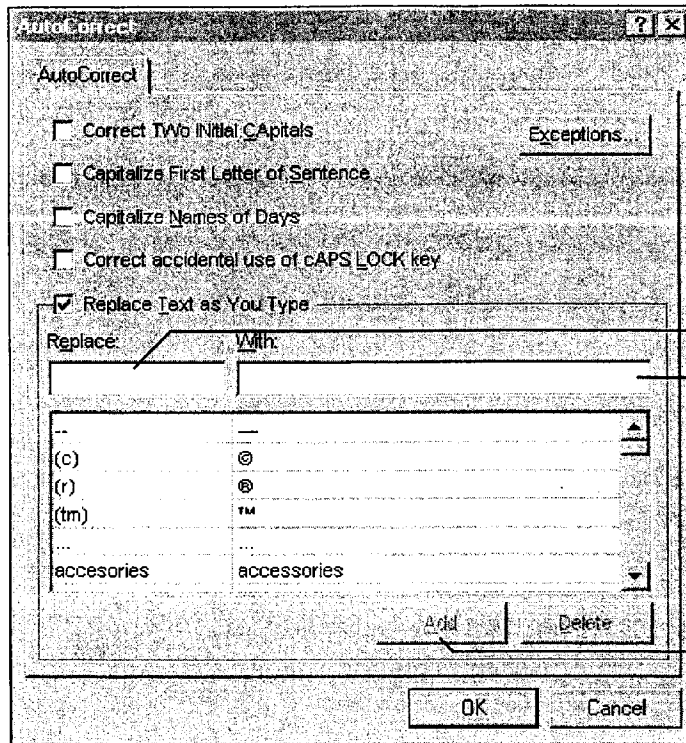 AutoCorrect
AutoCorrect
Correct TWo INitial CApitals
Exceptions...
Capitalize First Letter of Sentence
Capitalize Names of Days
Correct accidental use of cAPS LOCK key
Replace Text as You Type
Replace: With:
-- —
(c) ©
(r) ®
(tm) ™
... ...
accesories accessories
Add Delete
OK Cancel